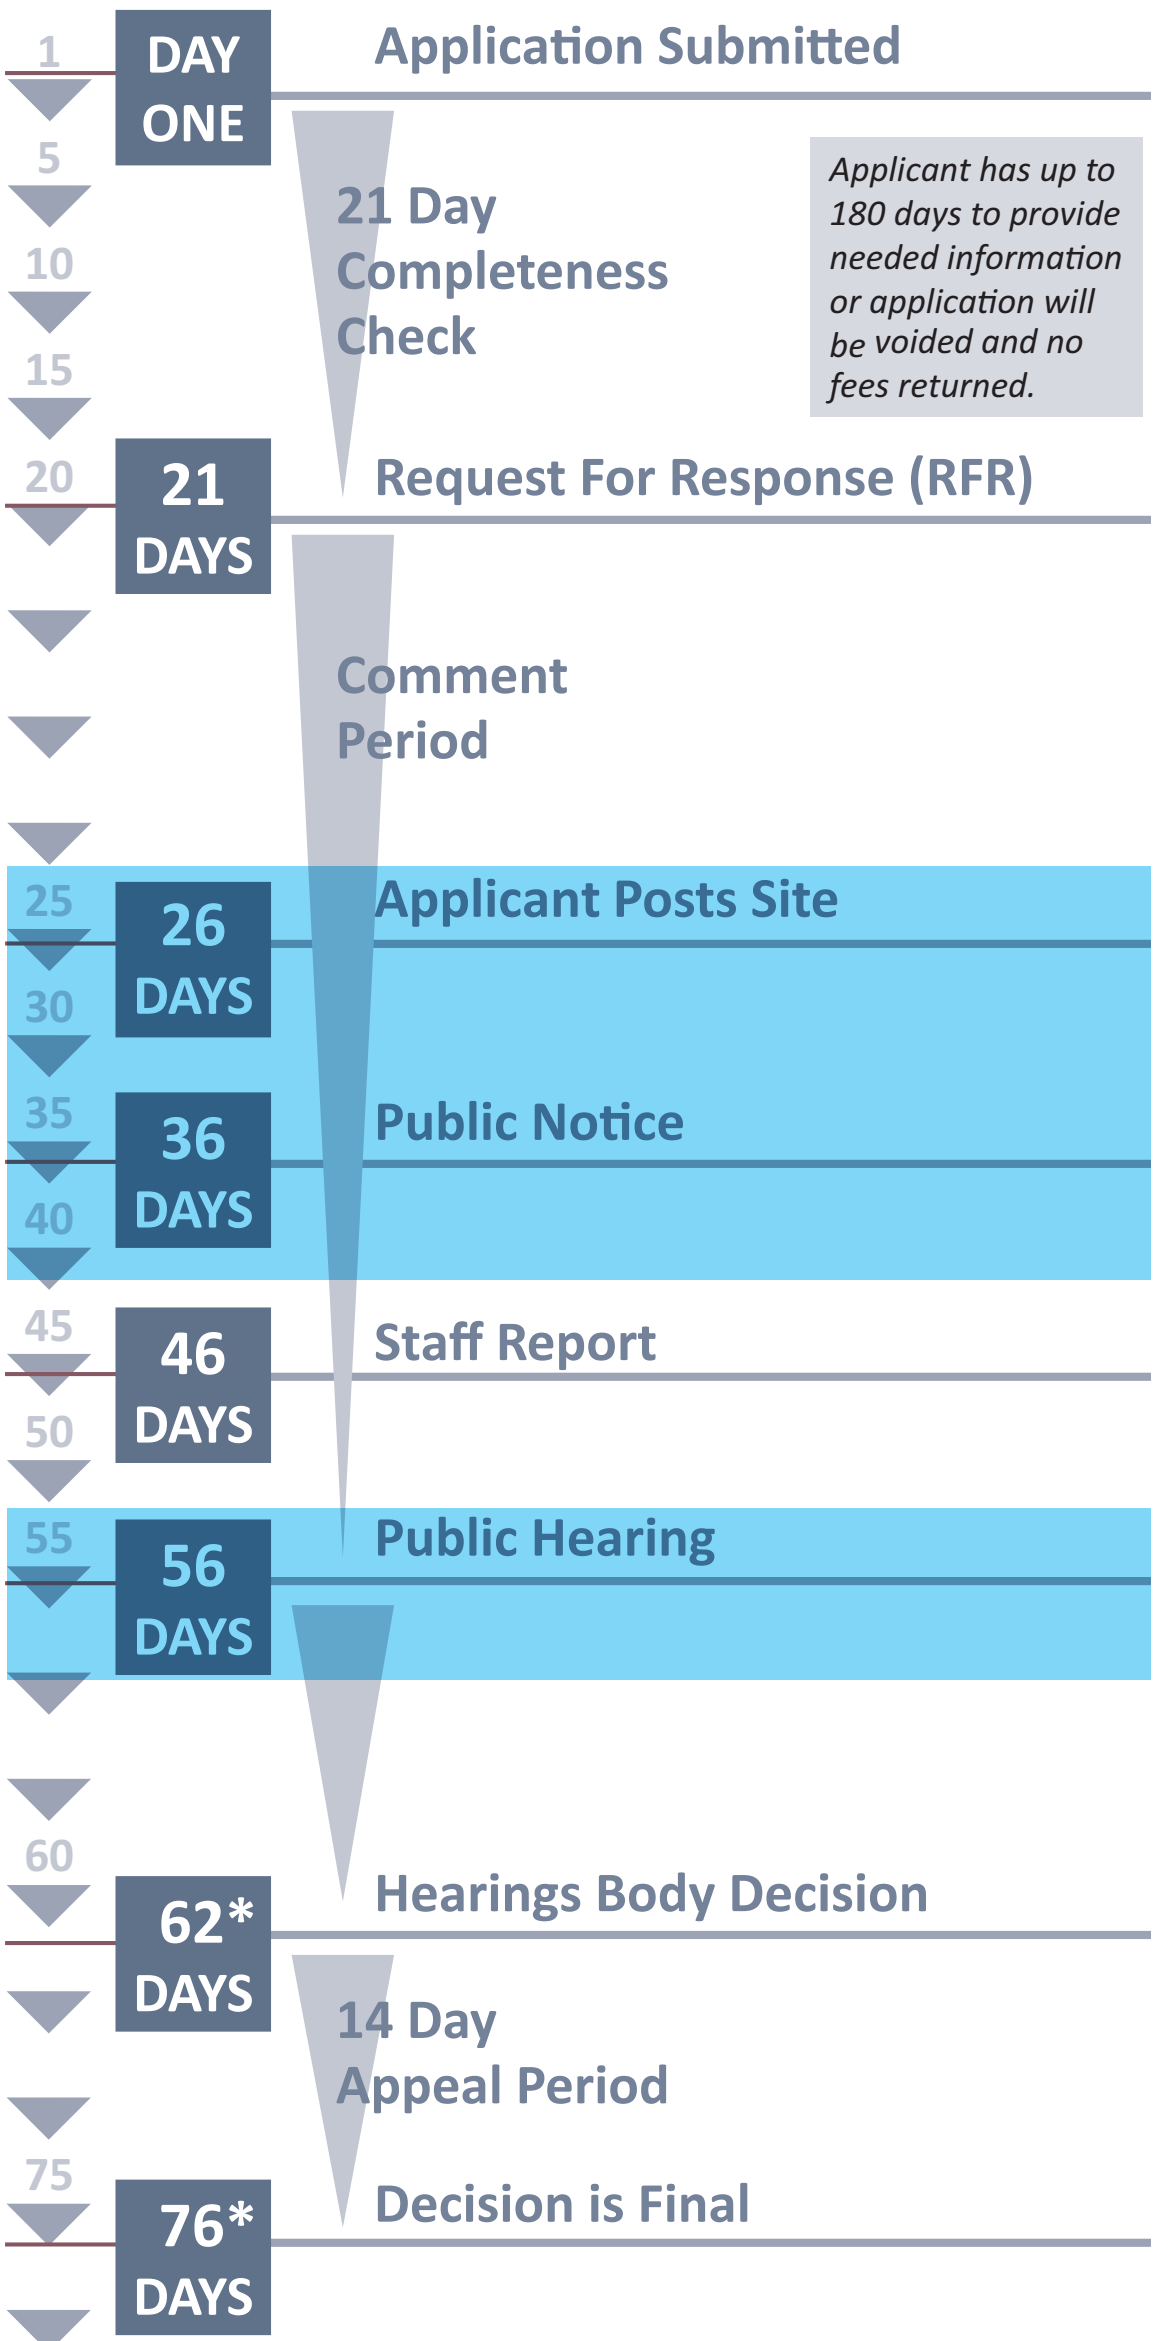 1
DAY
ONE
Application Submitted
5
21 Day
Completeness
Check
Applicant has up to
180 days to provide
needed information
or application will
be voided and no
fees returned.
10
15
20
21
DAYS
Request For Response (RFR)
Comment
Period
25
26
DAYS
Applicant Posts Site
30
35
36
DAYS
Public Notice
40
45
46
DAYS
Staff Report
50
55
56
DAYS
Public Hearing
60
62*
DAYS
Hearings Body Decision
14 Day
Appeal Period
75
76*
DAYS
Decision is Final